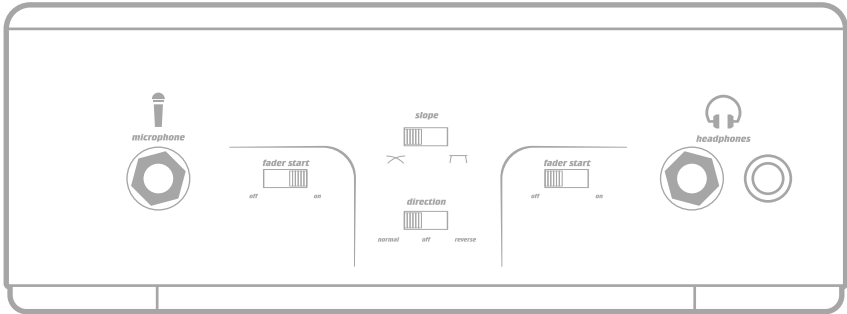 slope
microphone
headphones
fader start
fader start
off on
off on
direction
normal off reverse